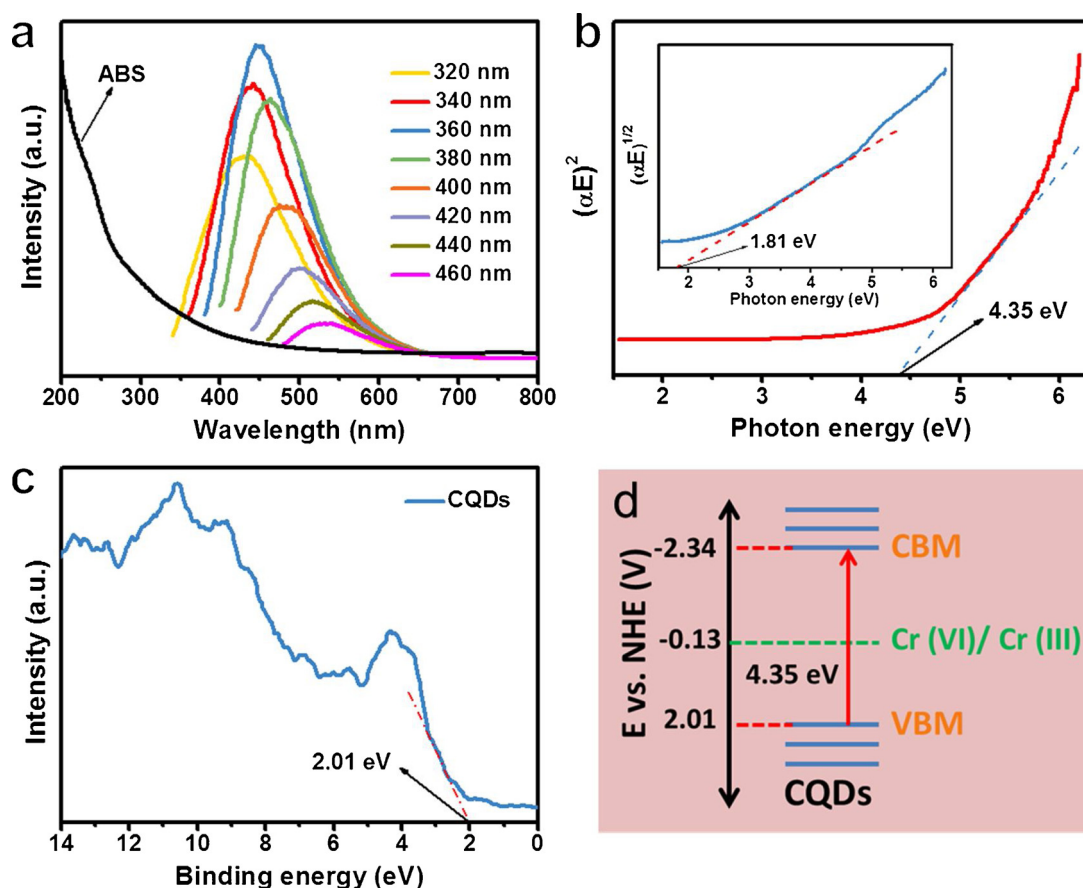 a
ABS
320 nm
340 nm
360 nm
380 nm
400 nm
420 nm
440 nm
460 nm
Intensity (a.u.)
200 300 400 500 600 700 800
Wavelength (nm)
b
(αE)²
(αE)^1/2
1.81 eV
2 3 4 5 6
Photon energy (eV)
4.35 eV
2 3 4 5 6
Photon energy (eV)
c
CQDs
Intensity (a.u.)
2.01 eV
14 12 10 8 6 4 2 0
Binding energy (eV)
d
E vs. NHE (V)
-2.34 CBM
-0.13 Cr (VI)/ Cr (III)
4.35 eV
2.01 VBM
CQDs